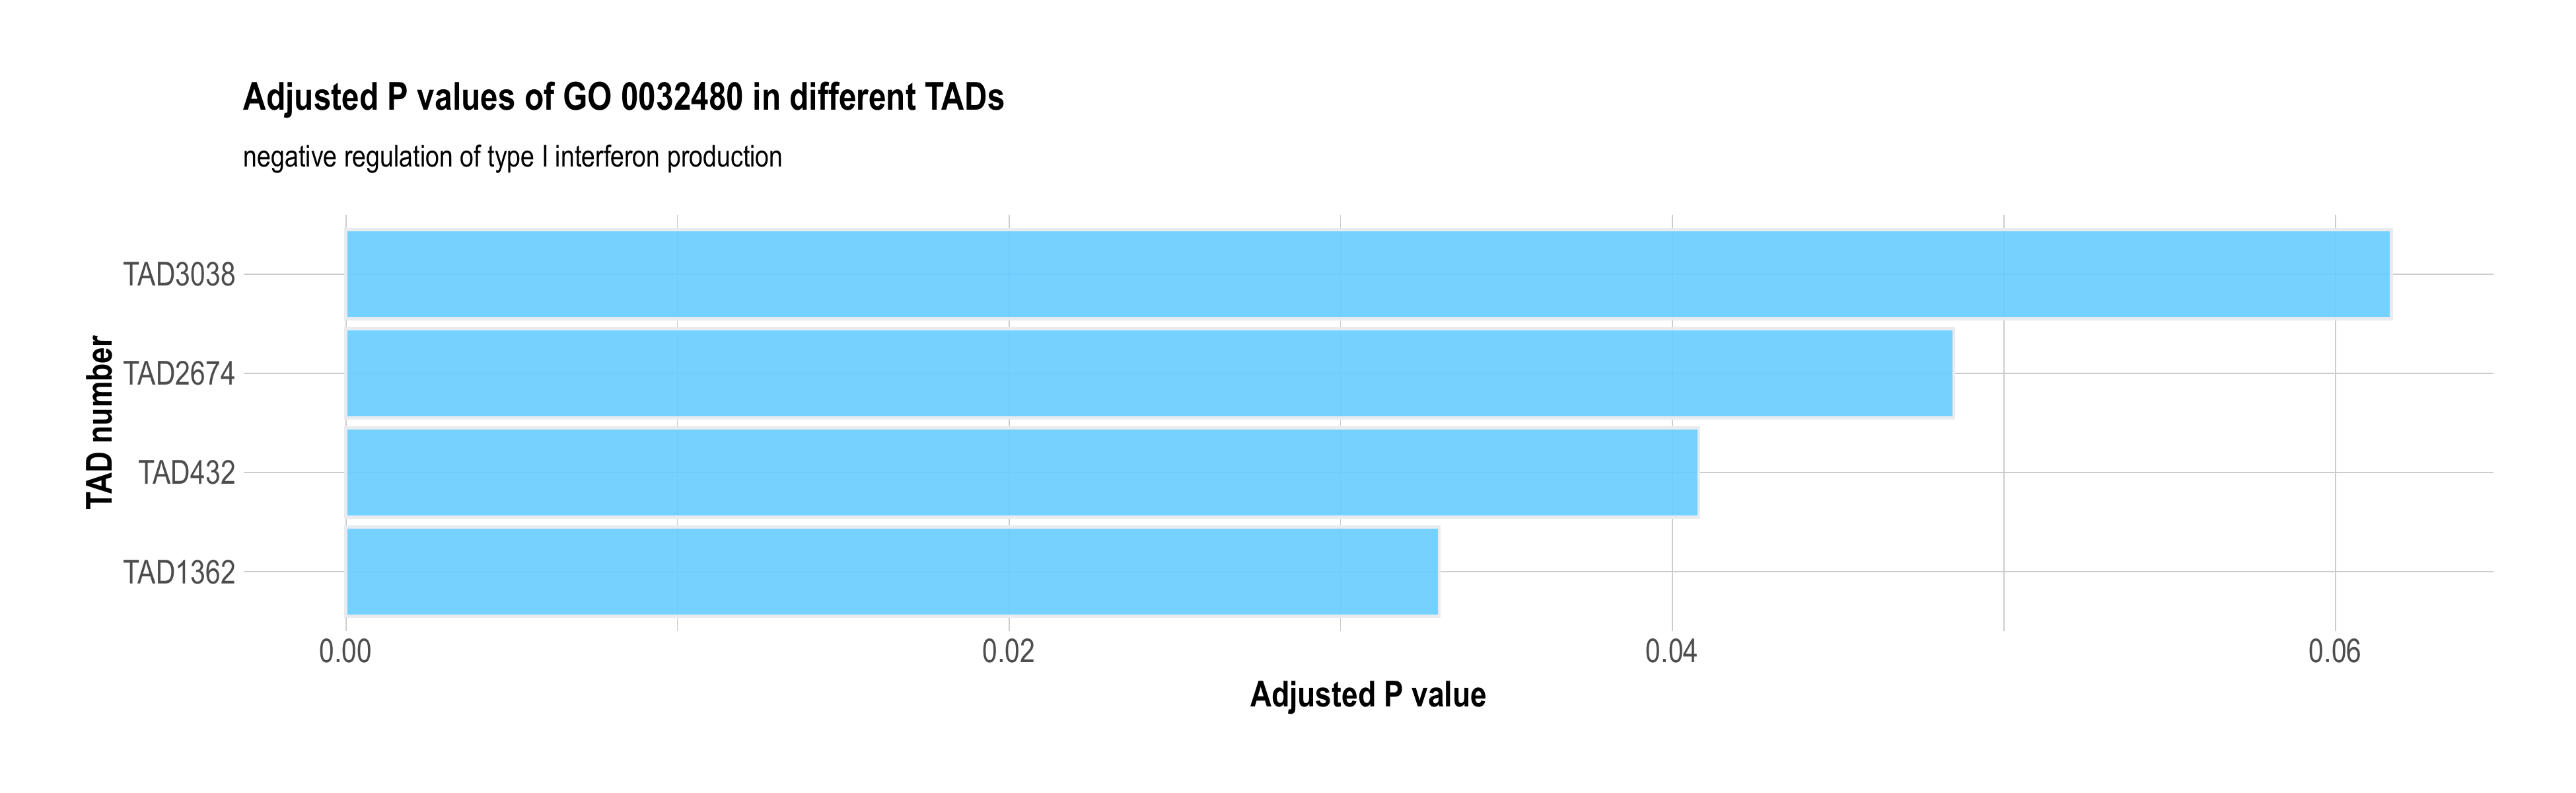 Adjusted P values of GO 0032480 in different TADs
negative regulation of type I interferon production
TAD number
TAD3038
TAD2674
TAD432
TAD1362
0.00 0.02 0.04 0.06
Adjusted P value